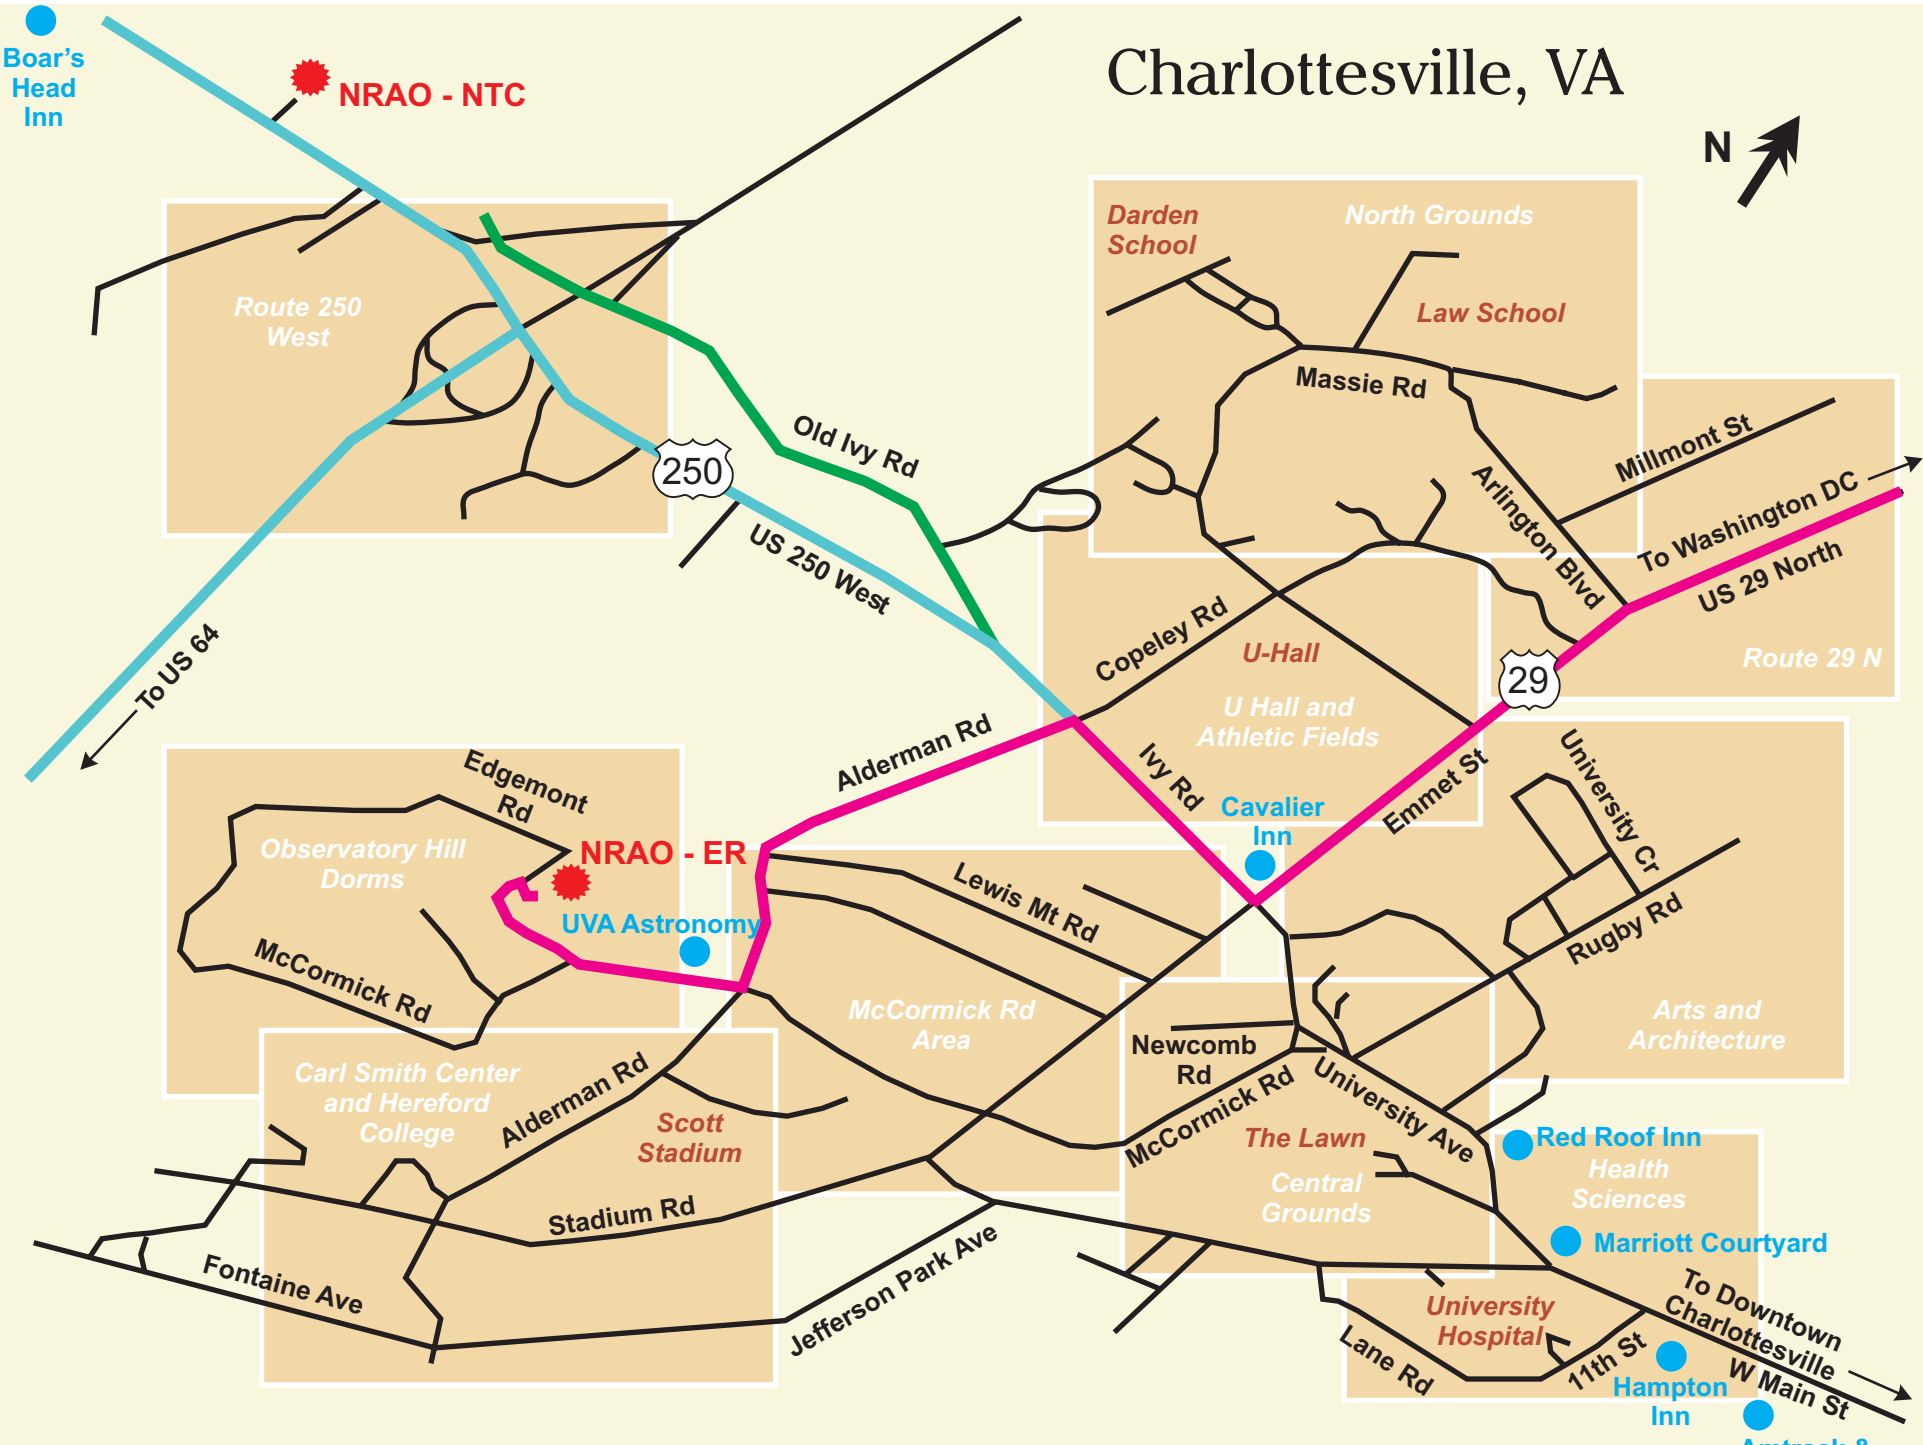 Charlottesville, VA
N
Boar’s
Head
Inn
NRAO - NTC
Route 250
West
250
Old Ivy Rd
US 250 West
To US 64
Darden
School
North Grounds
Law School
Massie Rd
Millmont St
Arlington Blvd
To Washington DC
US 29 North
Route 29 N
29
Copeley Rd
U-Hall
U Hall and
Athletic Fields
Alderman Rd
Ivy Rd
Emmet St
Cavalier
Inn
University Cr
Rugby Rd
Arts and
Architecture
Edgemont
Rd
Observatory Hill
Dorms
NRAO - ER
UVA Astronomy
McCormick Rd
Lewis Mt Rd
McCormick Rd
Area
Newcomb
Rd
McCormick Rd
University Ave
The Lawn
Central
Grounds
Carl Smith Center
and Hereford
College
Alderman Rd
Scott
Stadium
Stadium Rd
Fontaine Ave
Jefferson Park Ave
Red Roof Inn
Health
Sciences
Marriott Courtyard
University
Hospital
Lane Rd
11th St
Hampton
Inn
To Downtown
Charlottesville
W Main St
Amtrack &